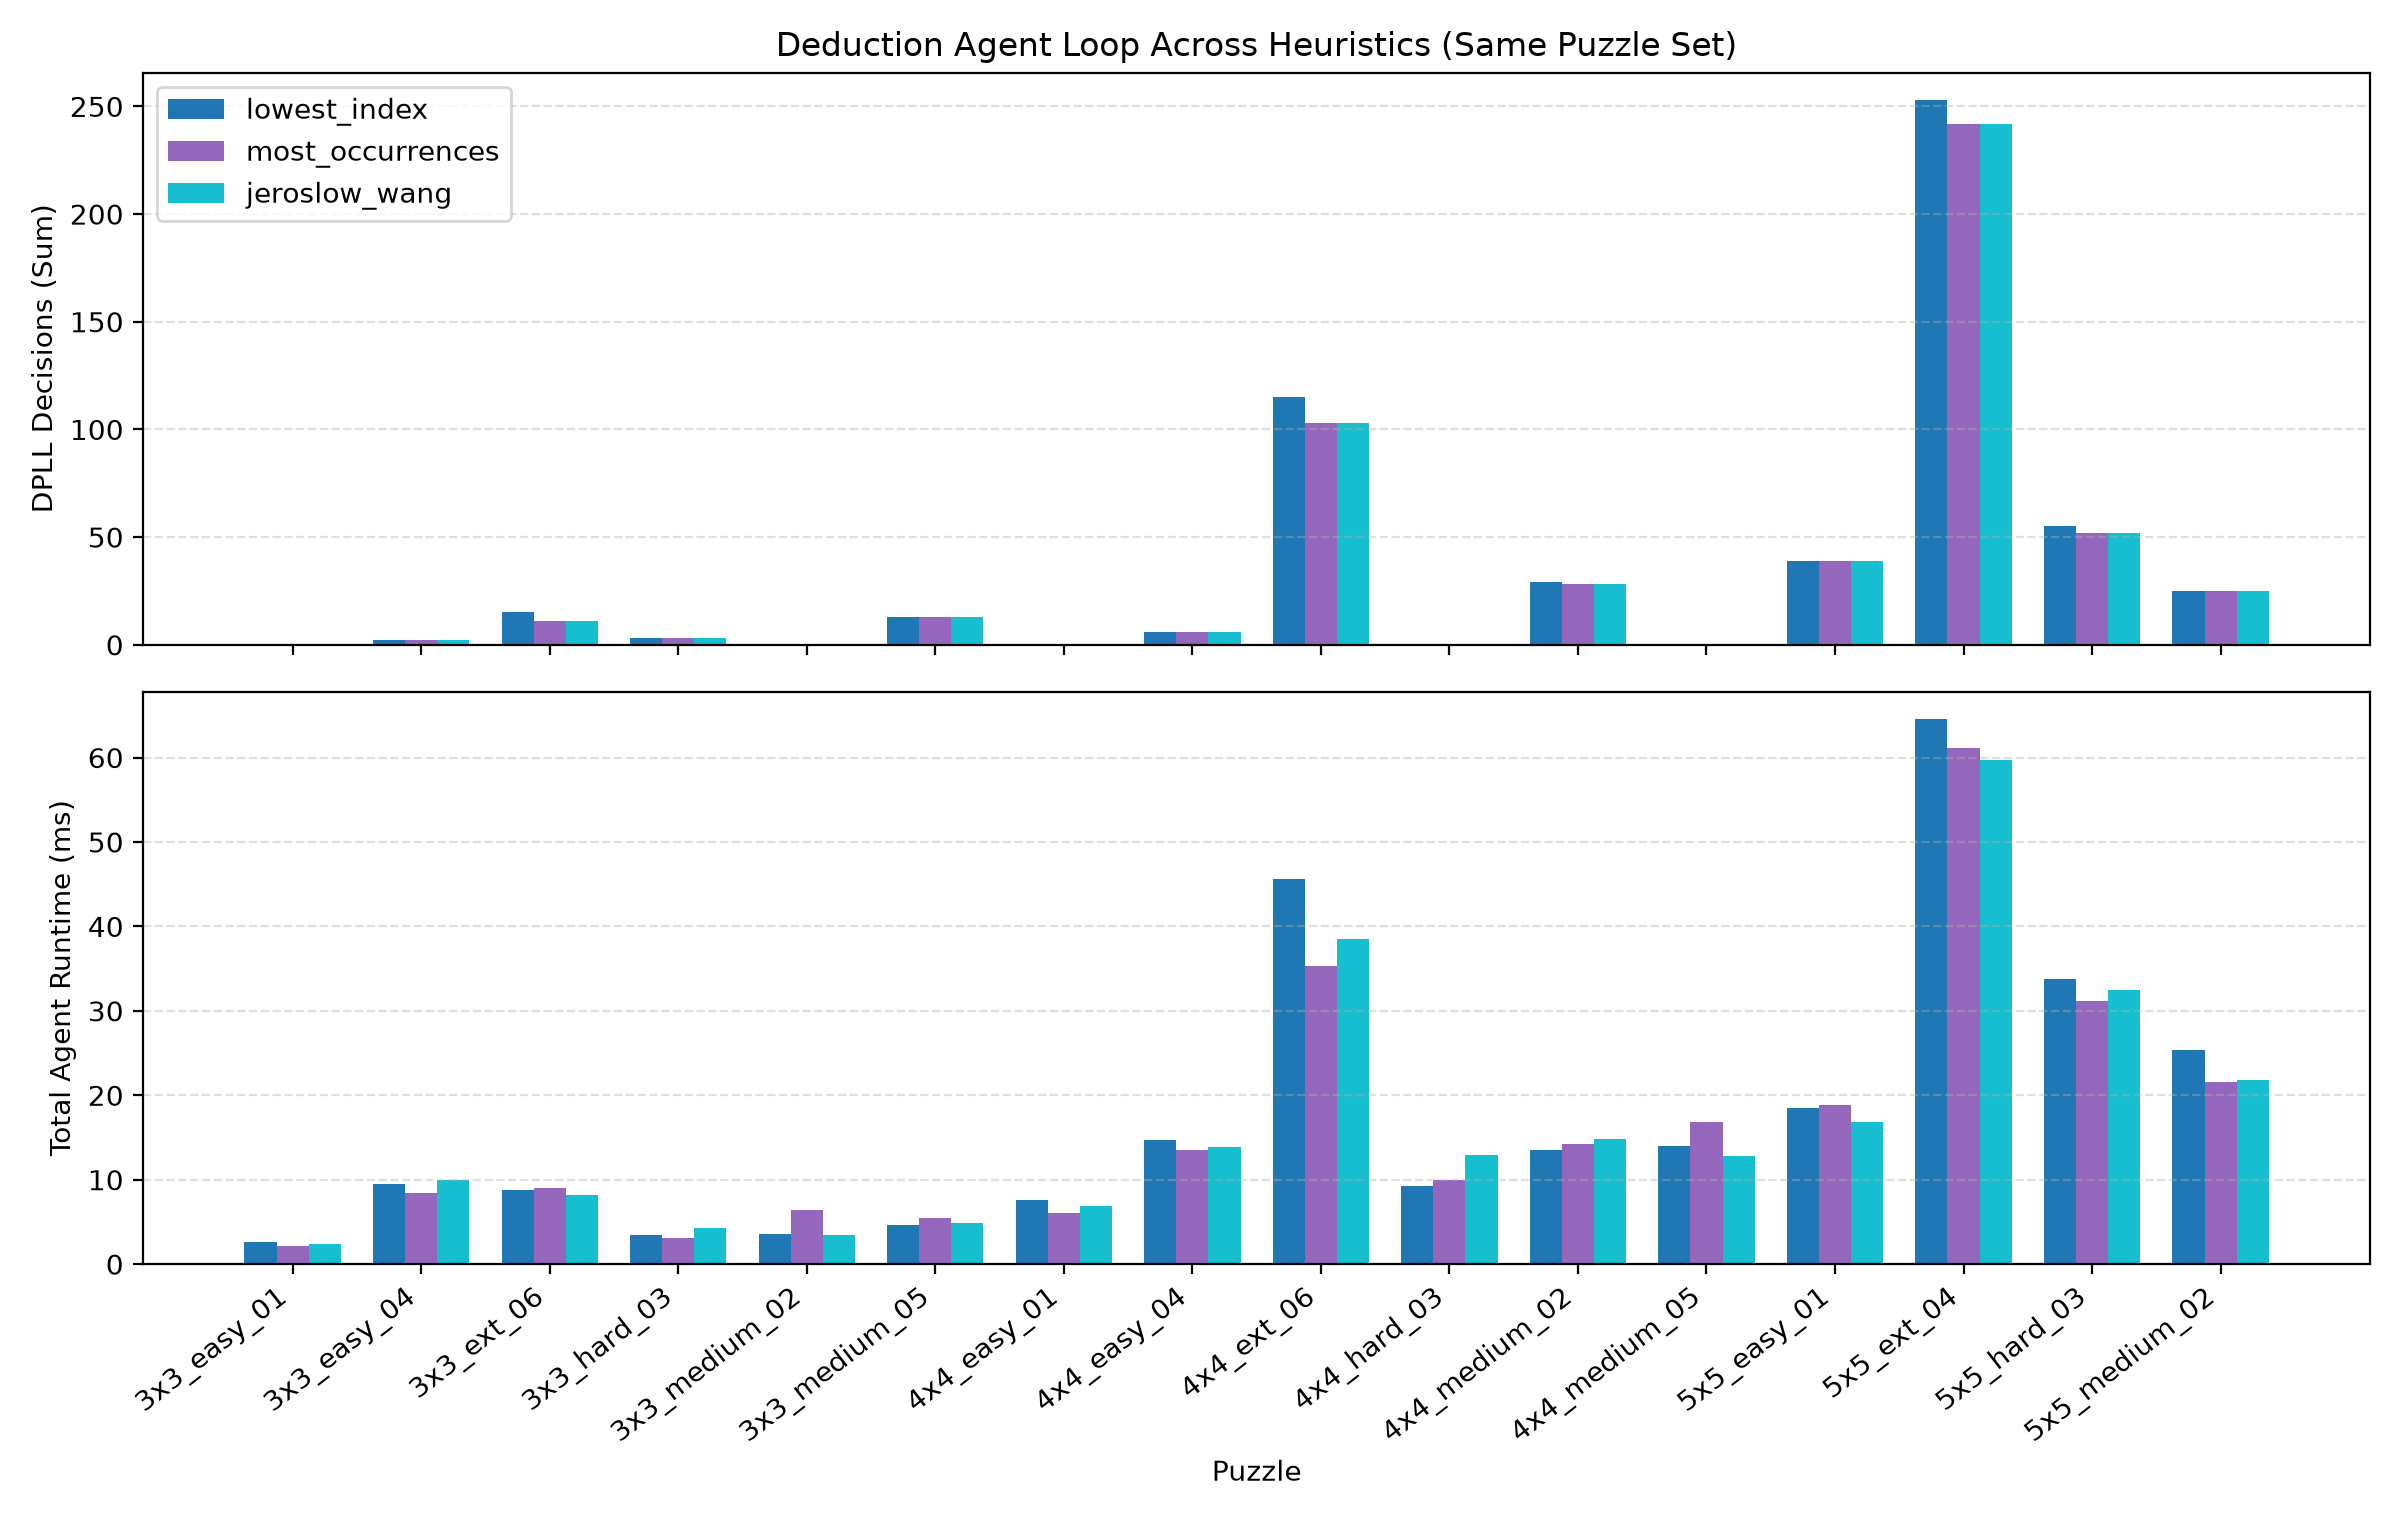 Deduction Agent Loop Across Heuristics (Same Puzzle Set)
lowest_index
most_occurrences
jeroslow_wang
DPLL Decisions (Sum)
250
200
150
100
50
0
Total Agent Runtime (ms)
60
50
40
30
20
10
0
3x3_easy_01
3x3_easy_04
3x3_ext_06
3x3_hard_03
3x3_medium_02
3x3_medium_05
4x4_easy_01
4x4_easy_04
4x4_ext_06
4x4_hard_03
4x4_medium_02
4x4_medium_05
5x5_easy_01
5x5_ext_04
5x5_hard_03
5x5_medium_02
Puzzle